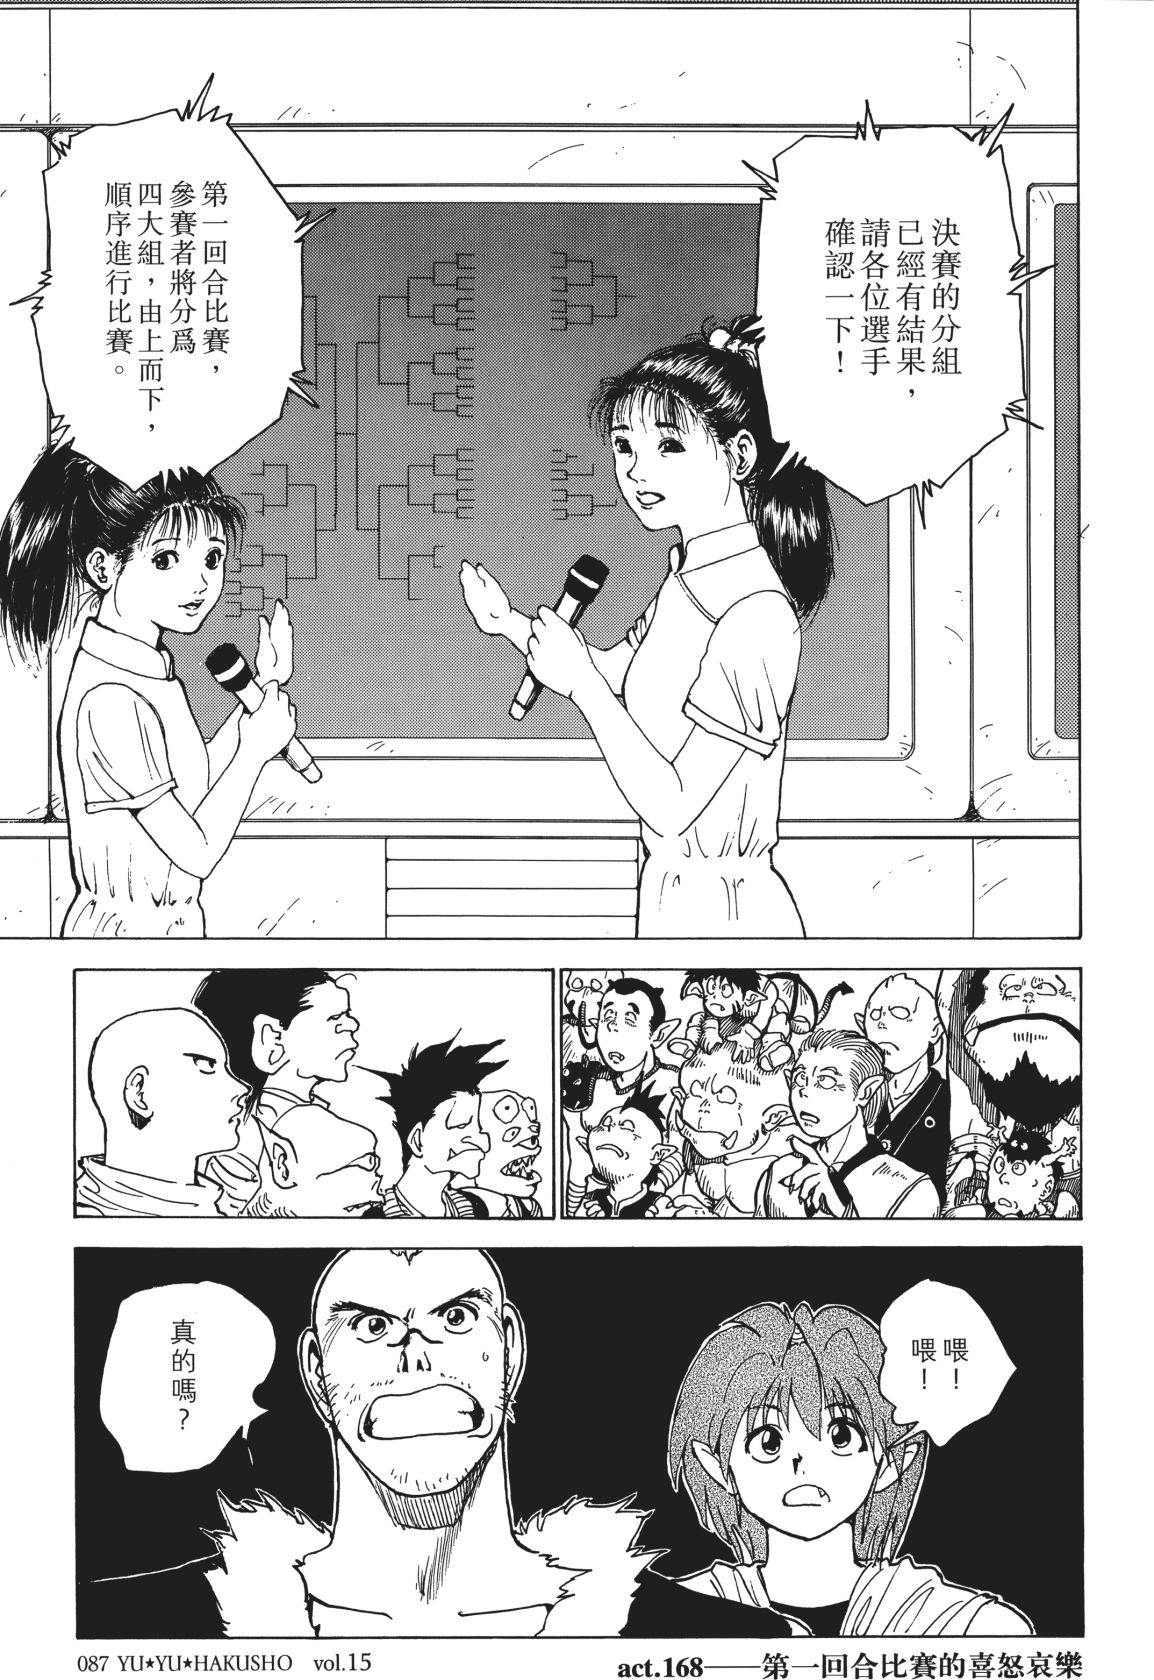 決賽的分組
已經有結果，
請各位選手
確認一下！
第一回合比賽，
參賽者將分爲
四大組，由上而下，
順序進行比賽。
喂！
喂！
真的嗎？
087 YU★YU★HAKUSHO vol.15
act.168——第一回合比賽的喜怒哀樂